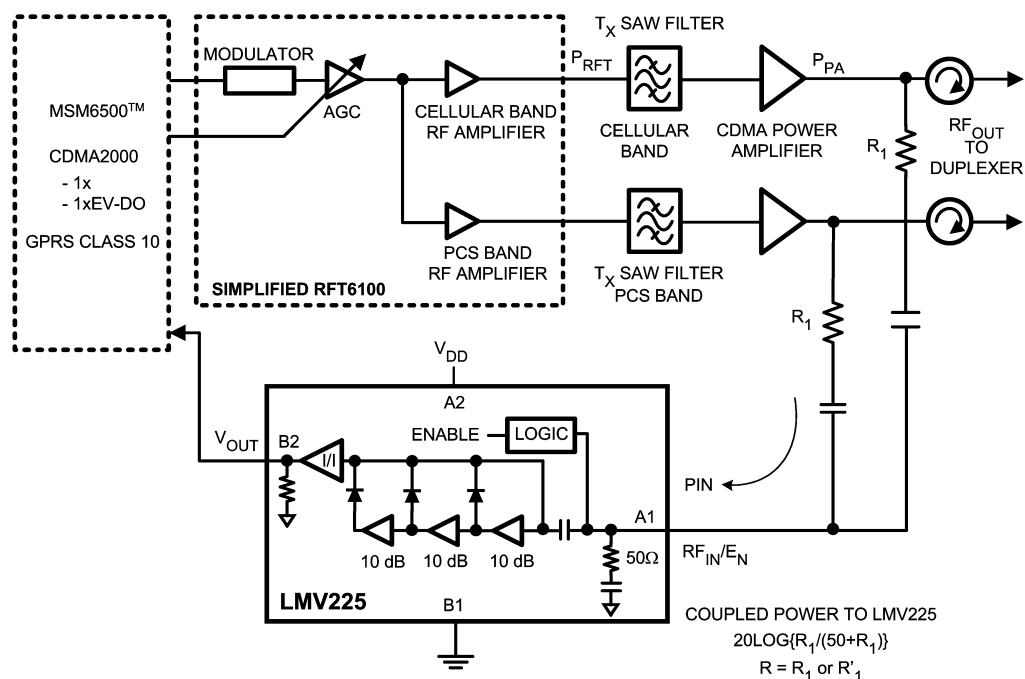 MSM6500™
CDMA2000
- 1x
- 1xEV-DO
GPRS CLASS 10
MODULATOR
AGC
CELLULAR BAND
RF AMPLIFIER
PCS BAND
RF AMPLIFIER
SIMPLIFIED RFT6100
TX SAW FILTER
PRFT
CELLULAR
BAND
CDMA POWER
AMPLIFIER
PPA
R1
RFOUT
TO
DUPLEXER
TX SAW FILTER
PCS BAND
R1
VDD
A2
ENABLE
LOGIC
VOUT
B2
I/I
10 dB
10 dB
10 dB
50Ω
A1
PIN
RFIN/EN
LMV225
B1
COUPLED POWER TO LMV225
20LOG{R1/(50+R1)}
R = R1 or R'1